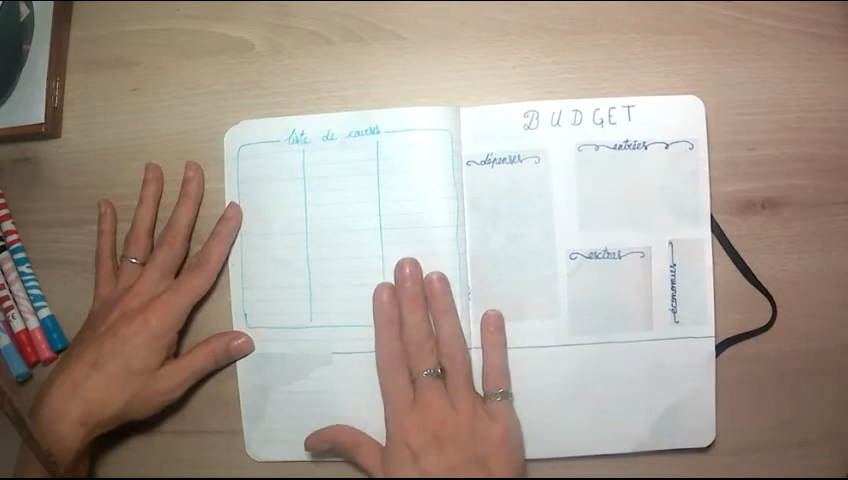 liste de courses
BUDGET
dépenses
entrées
extras
économies